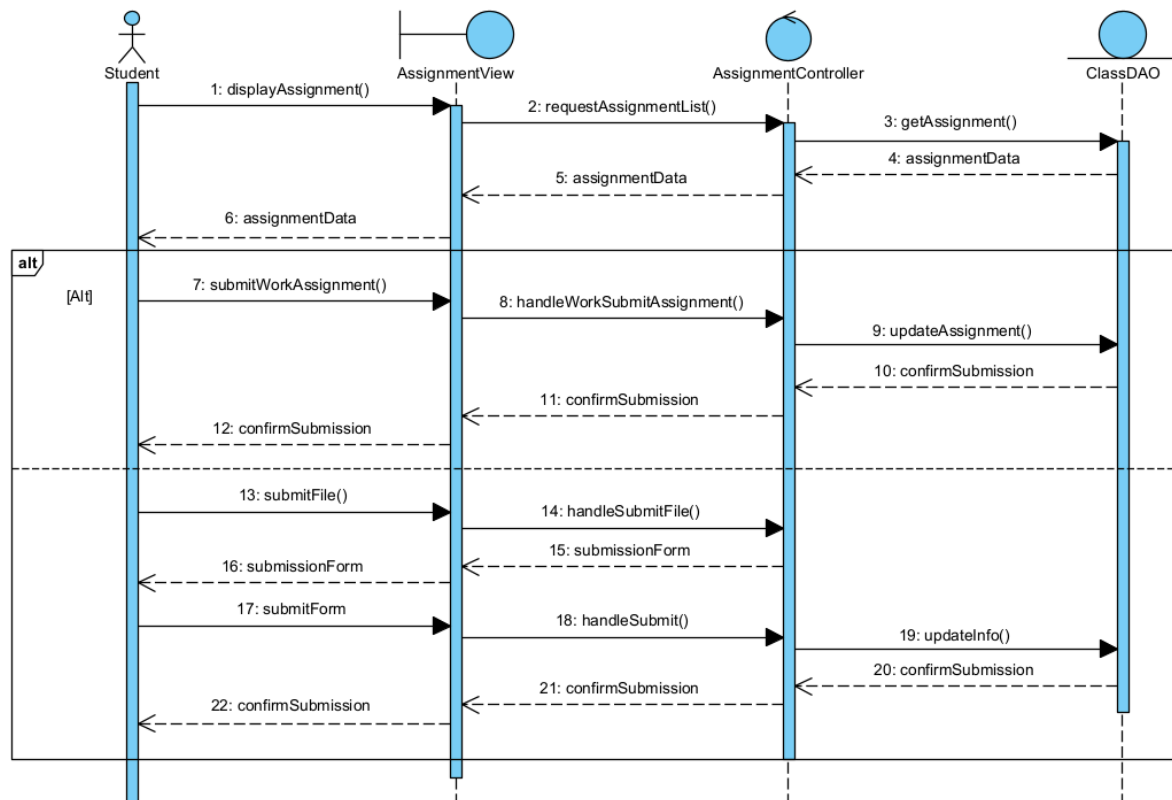 Student
AssignmentView
AssignmentController
ClassDAO
1: displayAssignment()
2: requestAssignmentList()
3: getAssignment()
4: assignmentData
5: assignmentData
6: assignmentData
alt
[Alt]
7: submitWorkAssignment()
8: handleWorkSubmitAssignment()
9: updateAssignment()
10: confirmSubmission
11: confirmSubmission
12: confirmSubmission
13: submitFile()
14: handleSubmitFile()
15: submissionForm
16: submissionForm
17: submitForm
18: handleSubmit()
19: updateInfo()
20: confirmSubmission
21: confirmSubmission
22: confirmSubmission